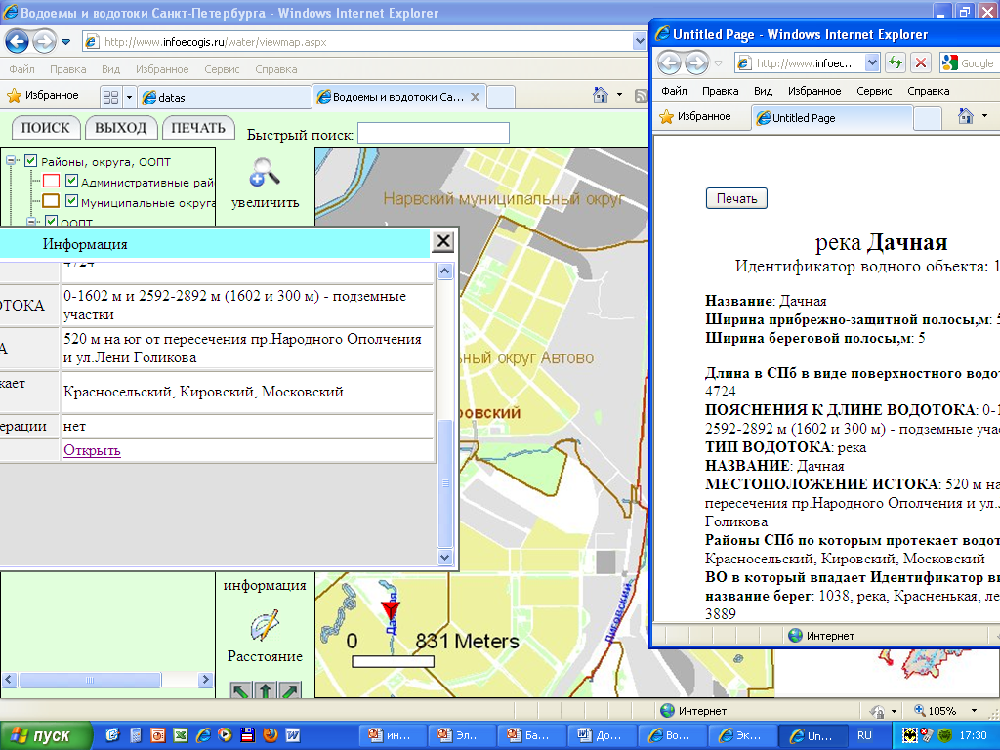 Водоемы и водотоки Санкт-Петербурга - Windows Internet Explorer
http://www.infoecogis.ru/water/viewmap.aspx
Файл Правка Вид Избранное Сервис Справка
Избранное
datas
Водоемы и водотоки Са...
ПОИСК ВЫХОД ПЕЧАТЬ Быстрый поиск:
Районы, округа, ООПТ
Административные рай
Муниципальные округа
ООПТ
увеличить
Нарвский муниципальный округ
Информация
4724
ОТОКА
0-1602 м и 2592-2892 м (1602 и 300 м) - подземные
участки
А
520 м на юг от пересечения пр.Народного Ополчения
и ул.Лени Голикова
кает
Красносельский, Кировский, Московский
ерации
нет
Открыть
ный округ Автово
ровский
информация
Расстояние
Дачная
0 831 Meters
Лиговский
Untitled Page - Windows Internet Explorer
http://www.infoec...
Google
Файл Правка Вид Избранное Сервис Справка
Избранное
Untitled Page
Печать
река Дачная
Идентификатор водного объекта: 1
Название: Дачная
Ширина прибрежно-защитной полосы,м: 5
Ширина береговой полосы,м: 5
Длина в СПб в виде поверхностного водот
4724
ПОЯСНЕНИЯ К ДЛИНЕ ВОДОТОКА: 0-1
2592-2892 м (1602 и 300 м) - подземные уча
ТИП ВОДОТОКА: река
НАЗВАНИЕ: Дачная
МЕСТОПОЛОЖЕНИЕ ИСТОКА: 520 м на
пересечения пр.Народного Ополчения и ул.
Голикова
Районы СПб по которым протекает водот
Красносельский, Кировский, Московский
ВО в который впадает Идентификатор ви
название берег: 1038, река, Красненькая, ле
3889
Интернет
Интернет
105%
пуск
ин...
Эл...
Ба...
До...
Во...
Эк...
Un...
RU
17:30